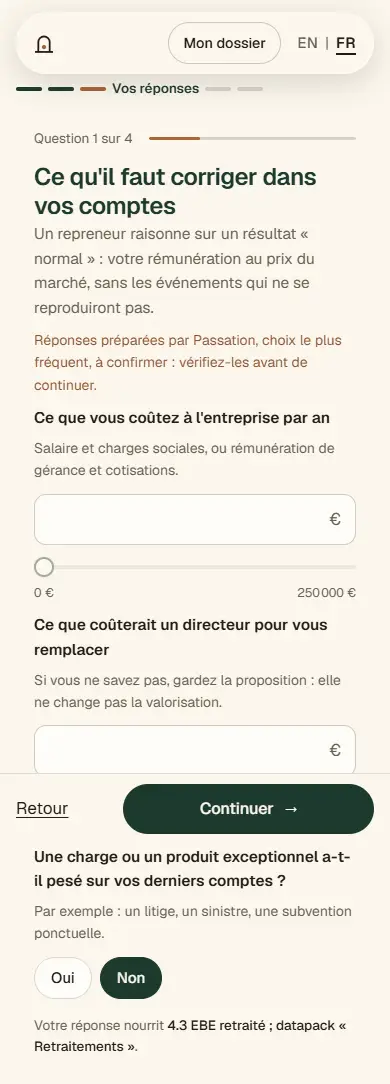 Mon dossier
EN | FR
Vos réponses
Question 1 sur 4
Ce qu'il faut corriger dans
vos comptes
Un repreneur raisonne sur un résultat «
normal » : votre rémunération au prix du
marché, sans les événements qui ne se
reproduiront pas.
Réponses préparées par Passation, choix le plus
fréquent, à confirmer : vérifiez-les avant de
continuer.
Ce que vous coûtez à l'entreprise par an
Salaire et charges sociales, ou rémunération de
gérance et cotisations.
€
0 €
250 000 €
Ce que coûterait un directeur pour vous
remplacer
Si vous ne savez pas, gardez la proposition : elle
ne change pas la valorisation.
€
Retour
Continuer →
Une charge ou un produit exceptionnel a-t-
il pesé sur vos derniers comptes ?
Par exemple : un litige, un sinistre, une subvention
ponctuelle.
Oui
Non
Votre réponse nourrit 4.3 EBE retraité ; datapack «
Retraitements ».